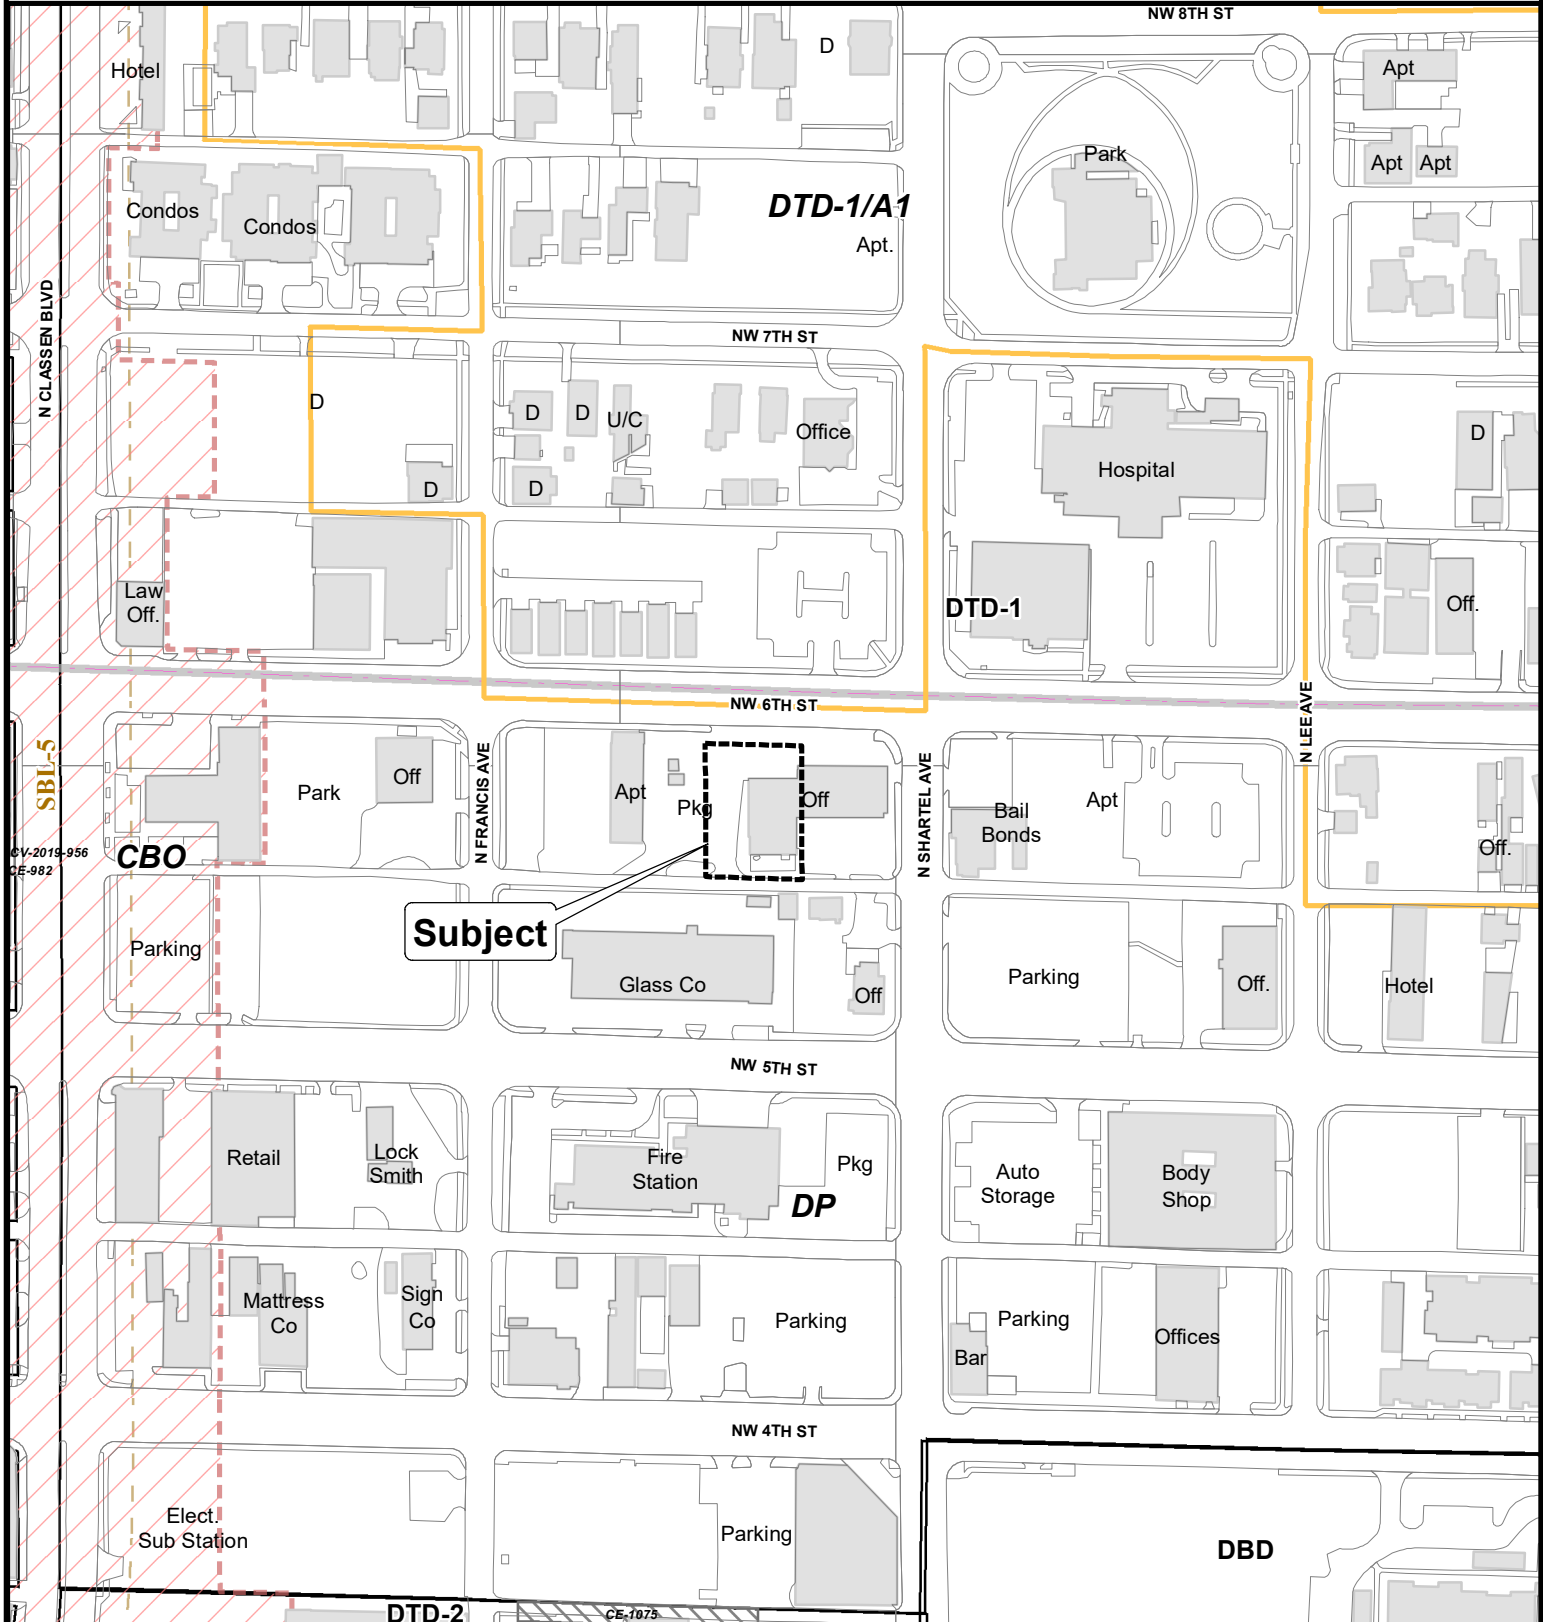 NW 8TH ST
Hotel
D
Apt
Park
Apt
Apt
Condos
Condos
DTD-1/A1
Apt.
N CLASSEN BLVD
NW 7TH ST
D
D
D
U/C
Office
D
D
D
Hospital
Law
Off.
DTD-1
Off.
NW 6TH ST
N LEE AVE
SBL-5
N FRANCIS AVE
N SHARTEL AVE
Park
Off
Apt
Pkg
Off
Bail
Bonds
Apt
Off.
CV-2019-956
CE-982
CBO
Subject
Parking
Glass Co
Off
Parking
Off.
Hotel
NW 5TH ST
Retail
Lock
Smith
Fire
Station
Pkg
DP
Auto
Storage
Body
Shop
Mattress
Co
Sign
Co
Parking
Parking
Bar
Offices
NW 4TH ST
Elect.
Sub Station
Parking
DBD
DTD-2
CE-1075